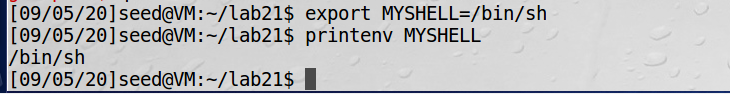 [09/05/20]seed@VM:~/lab21$ export MYSHELL=/bin/sh
[09/05/20]seed@VM:~/lab21$ printenv MYSHELL
/bin/sh
[09/05/20]seed@VM:~/lab21$